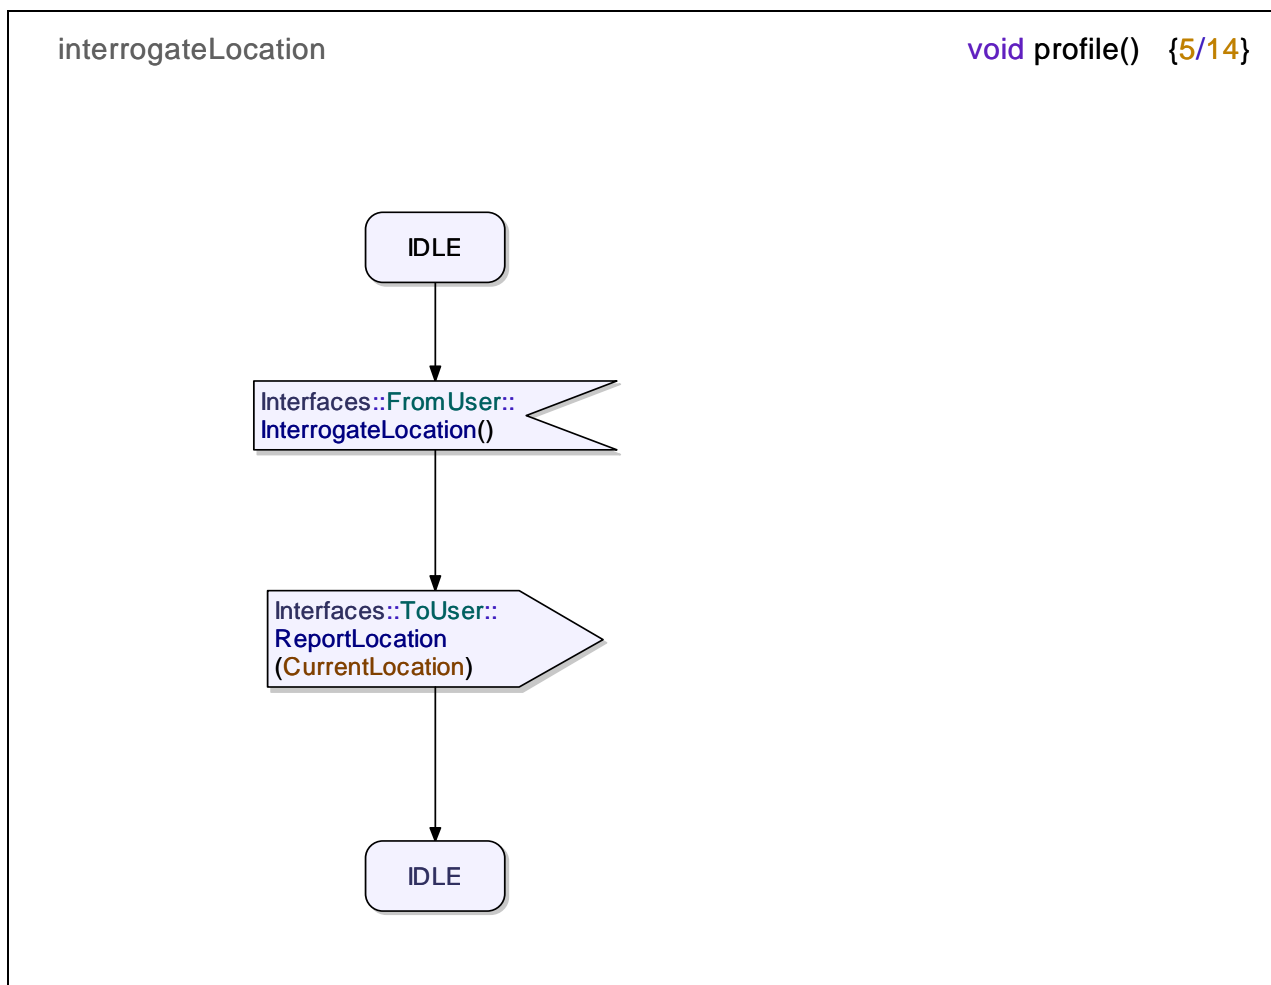 interrogateLocation
void profile() {5/14}
IDLE
Interfaces::FromUser::
InterrogateLocation()
Interfaces::ToUser::
ReportLocation
(CurrentLocation)
IDLE